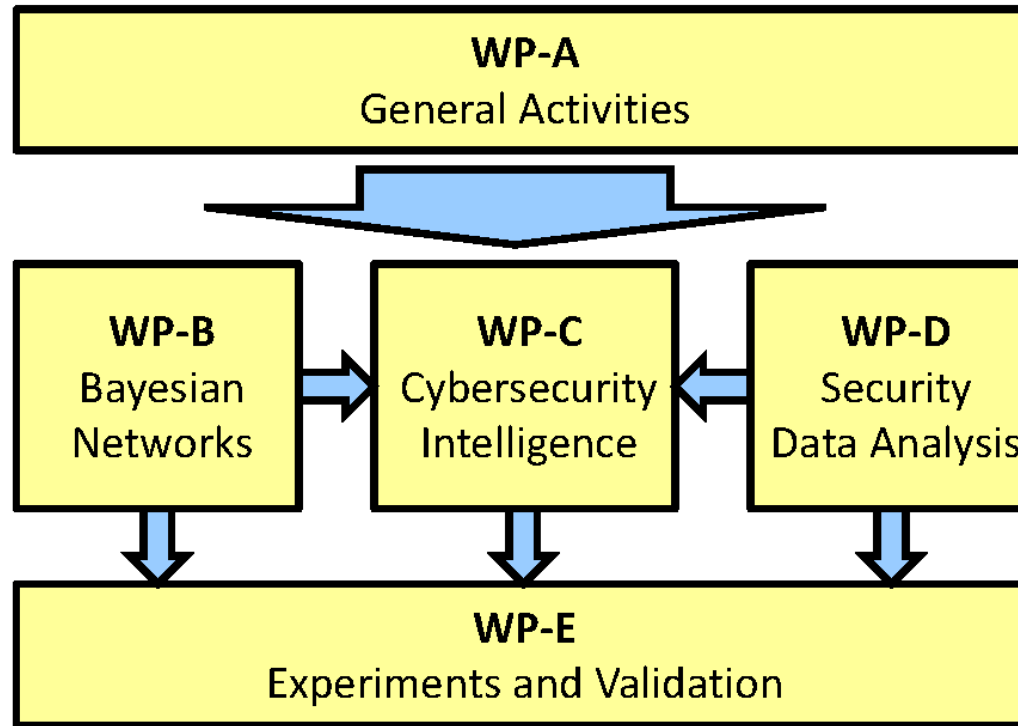 WP-A
General Activities
WP-B
Bayesian
Networks
WP-C
Cybersecurity
Intelligence
WP-D
Security
Data Analysis
WP-E
Experiments and Validation